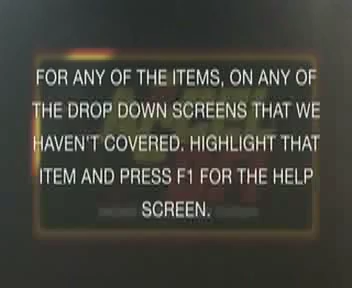 FOR ANY OF THE ITEMS, ON ANY OF
THE DROP DOWN SCREENS THAT WE
HAVEN'T COVERED. HIGHLIGHT THAT
ITEM AND PRESS F1 FOR THE HELP
SCREEN.